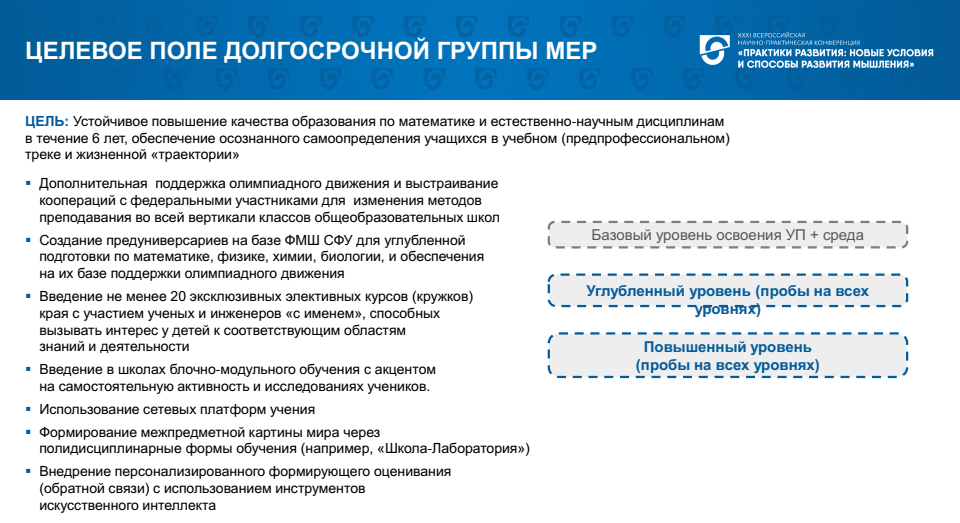 ЦЕЛЕВОЕ ПОЛЕ ДОЛГОСРОЧНОЙ ГРУППЫ МЕР
XXXI ВСЕРОССИЙСКАЯ
НАУЧНО-ПРАКТИЧЕСКАЯ КОНФЕРЕНЦИЯ
«ПРАКТИКИ РАЗВИТИЯ: НОВЫЕ УСЛОВИЯ
И СПОСОБЫ РАЗВИТИЯ МЫШЛЕНИЯ»
ЦЕЛЬ: Устойчивое повышение качества образования по математике и естественно-научным дисциплинам
в течение 6 лет, обеспечение осознанного самоопределения учащихся в учебном (предпрофессиональном)
треке и жизненной «траектории»
▪ Дополнительная поддержка олимпиадного движения и выстраивание
коопераций с федеральными участниками для изменения методов
преподавания во всей вертикали классов общеобразовательных школ
▪ Создание предуниверсариев на базе ФМШ СФУ для углубленной
подготовки по математике, физике, химии, биологии, и обеспечения
на их базе поддержки олимпиадного движения
▪ Введение не менее 20 эксклюзивных элективных курсов (кружков)
края с участием ученых и инженеров «с именем», способных
вызывать интерес у детей к соответствующим областям
знаний и деятельности
▪ Введение в школах блочно-модульного обучения с акцентом
на самостоятельную активность и исследованиях учеников.
▪ Использование сетевых платформ учения
▪ Формирование межпредметной картины мира через
полидисциплинарные формы обучения (например, «Школа-Лаборатория»)
▪ Внедрение персонализированного формирующего оценивания
(обратной связи) с использованием инструментов
искусственного интеллекта
Базовый уровень освоения УП + среда
Углубленный уровень (пробы на всех
уровнях)
Повышенный уровень
(пробы на всех уровнях)